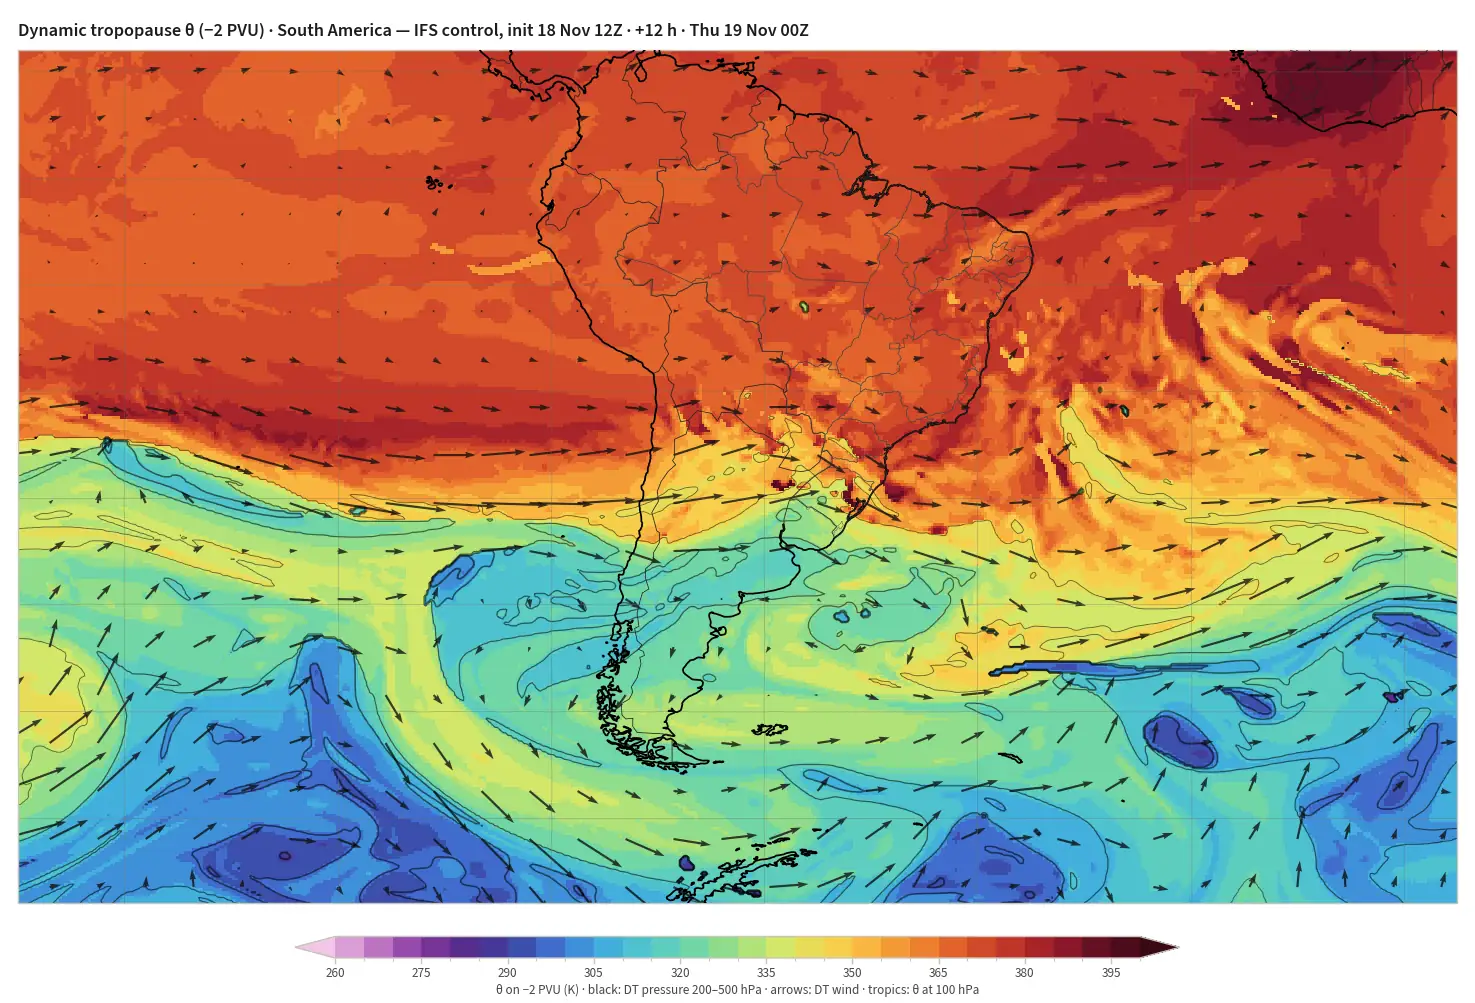 Dynamic tropopause θ (−2 PVU) · South America — IFS control, init 18 Nov 12Z · +12 h · Thu 19 Nov 00Z
260 275 290 305 320 335 350 365 380 395
θ on −2 PVU (K) · black: DT pressure 200–500 hPa · arrows: DT wind · tropics: θ at 100 hPa